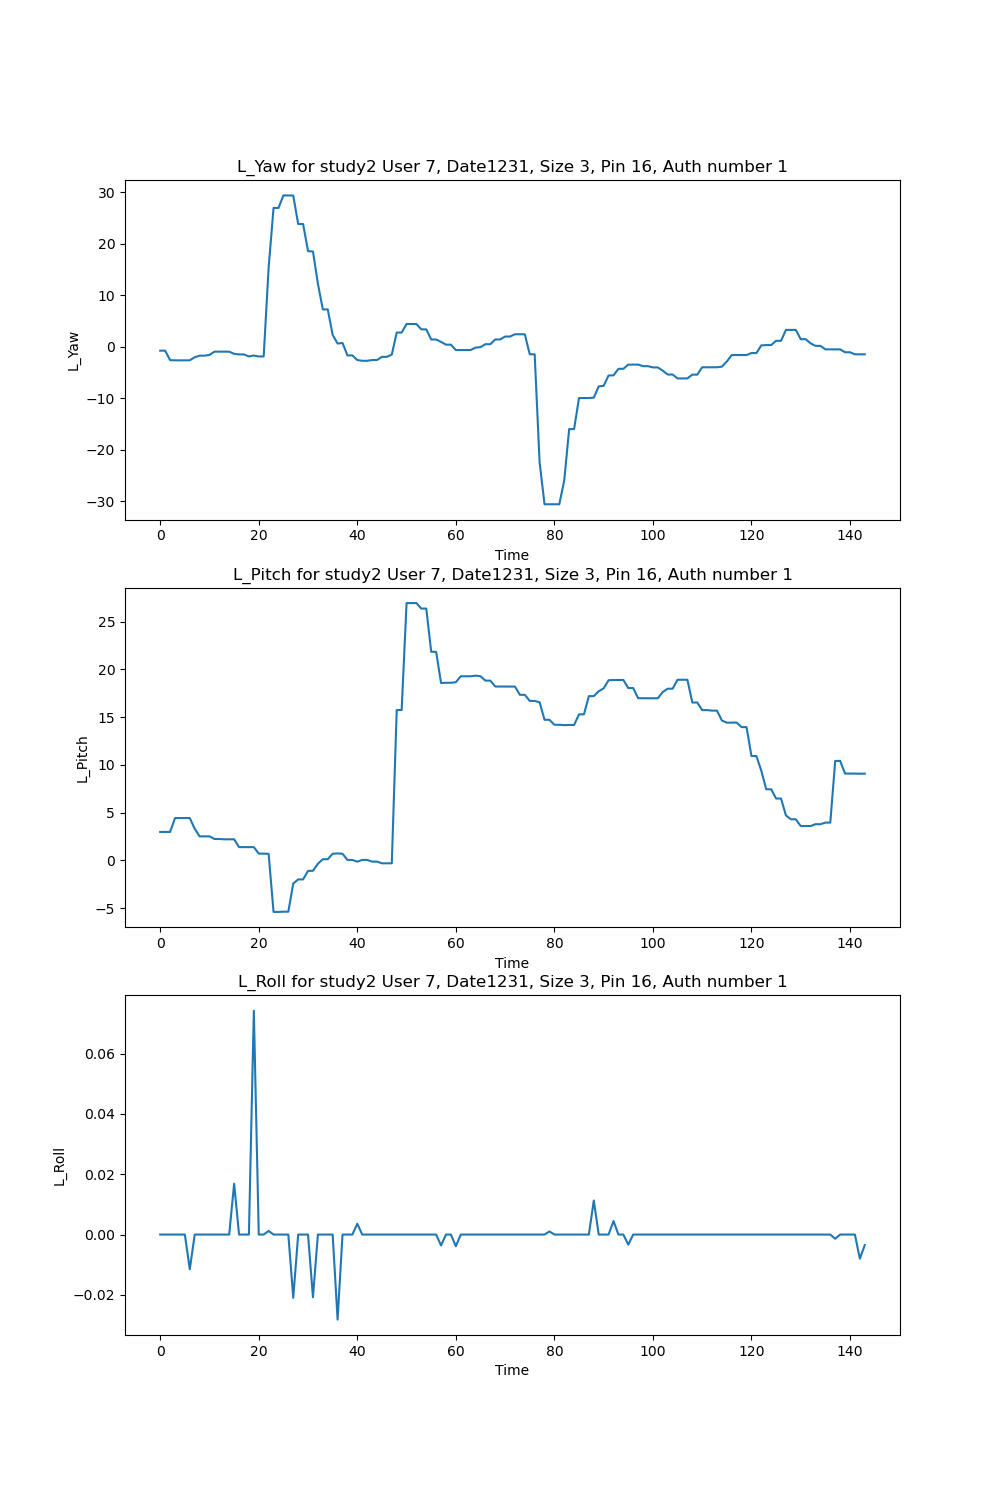 L_Yaw for study2 User 7, Date1231, Size 3, Pin 16, Auth number 1
30
20
10
0
−10
−20
−30
L_Yaw
0 20 40 60 80 100 120 140
Time
L_Pitch for study2 User 7, Date1231, Size 3, Pin 16, Auth number 1
25
20
15
10
5
0
−5
L_Pitch
0 20 40 60 80 100 120 140
Time
L_Roll for study2 User 7, Date1231, Size 3, Pin 16, Auth number 1
0.06
0.04
0.02
0.00
−0.02
L_Roll
0 20 40 60 80 100 120 140
Time